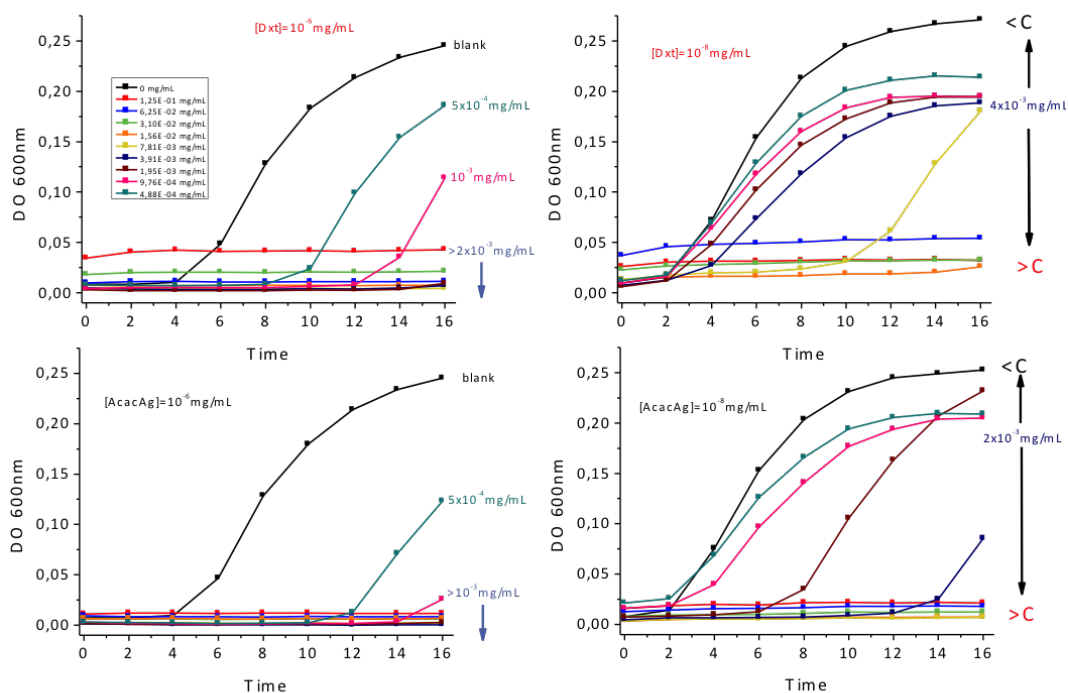 [Dxt]=10⁻⁶mg/mL
blank
0,25
0,20
0,15
0,10
0,05
0,00
DO 600nm
0 mg/mL
1,25E-01 mg/mL
6,25E-02 mg/mL
3,10E-02 mg/mL
1,56E-02 mg/mL
7,81E-03 mg/mL
3,91E-03 mg/mL
1,95E-03 mg/mL
9,76E-04 mg/mL
4,88E-04 mg/mL
5x10⁻⁴mg/mL
10⁻³mg/mL
>2x10⁻³mg/mL
0 2 4 6 8 10 12 14 16
Time
[Dxt]=10⁻⁸mg/mL
<C
0,25
0,20
0,15
0,10
0,05
0,00
DO 600nm
4x10⁻³mg/mL
>C
0 2 4 6 8 10 12 14 16
Time
[AcacAg]=10⁻⁶mg/mL
blank
0,25
0,20
0,15
0,10
0,05
0,00
DO 600nm
5x10⁻⁴mg/mL
>10⁻³mg/mL
0 2 4 6 8 10 12 14 16
Time
[AcacAg]=10⁻⁸mg/mL
<C
0,25
0,20
0,15
0,10
0,05
0,00
DO 600nm
2x10⁻³mg/mL
>C
0 2 4 6 8 10 12 14 16
Time